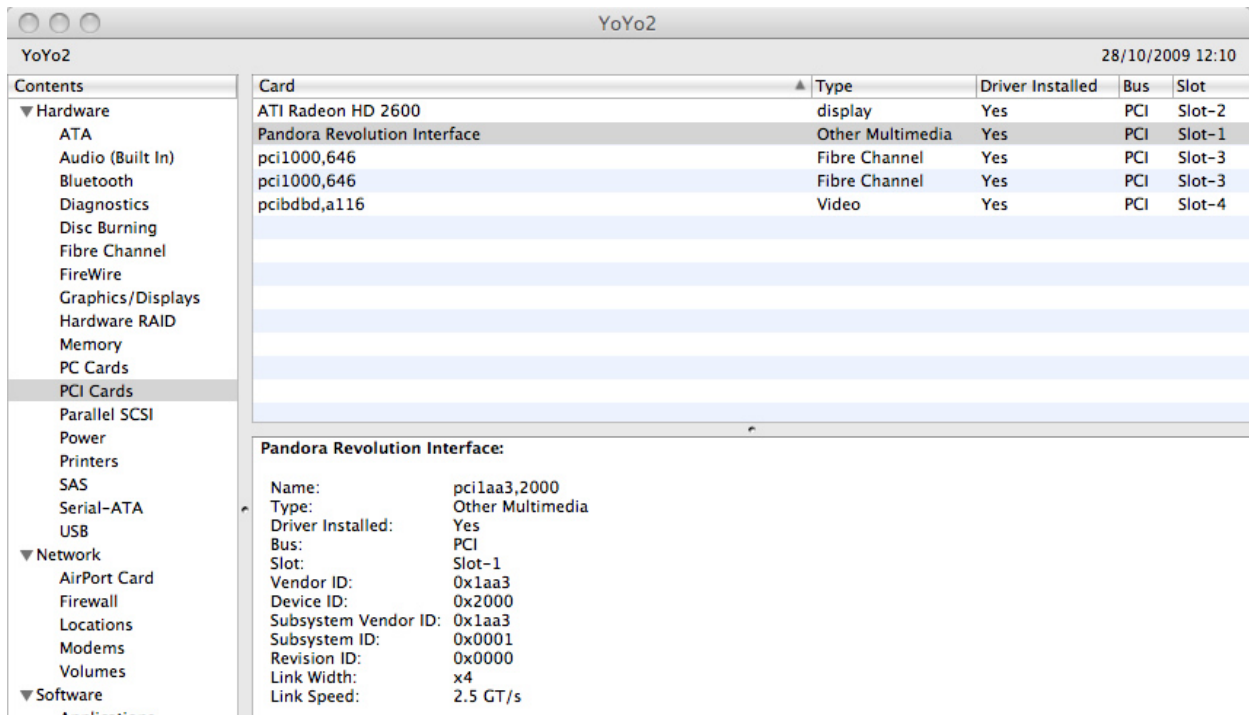 YoYo2
YoYo2 28/10/2009 12:10
Contents
Hardware
ATA
Audio (Built In)
Bluetooth
Diagnostics
Disc Burning
Fibre Channel
FireWire
Graphics/Displays
Hardware RAID
Memory
PC Cards
PCI Cards
Parallel SCSI
Power
Printers
SAS
Serial-ATA
USB
Network
AirPort Card
Firewall
Locations
Modems
Volumes
Software
Card Type Driver Installed Bus Slot
ATI Radeon HD 2600 display Yes PCI Slot-2
Pandora Revolution Interface Other Multimedia Yes PCI Slot-1
pci1000,646 Fibre Channel Yes PCI Slot-3
pci1000,646 Fibre Channel Yes PCI Slot-3
pcibdbd,a116 Video Yes PCI Slot-4
Pandora Revolution Interface:
Name: pci1aa3,2000
Type: Other Multimedia
Driver Installed: Yes
Bus: PCI
Slot: Slot-1
Vendor ID: 0x1aa3
Device ID: 0x2000
Subsystem Vendor ID: 0x1aa3
Subsystem ID: 0x0001
Revision ID: 0x0000
Link Width: x4
Link Speed: 2.5 GT/s